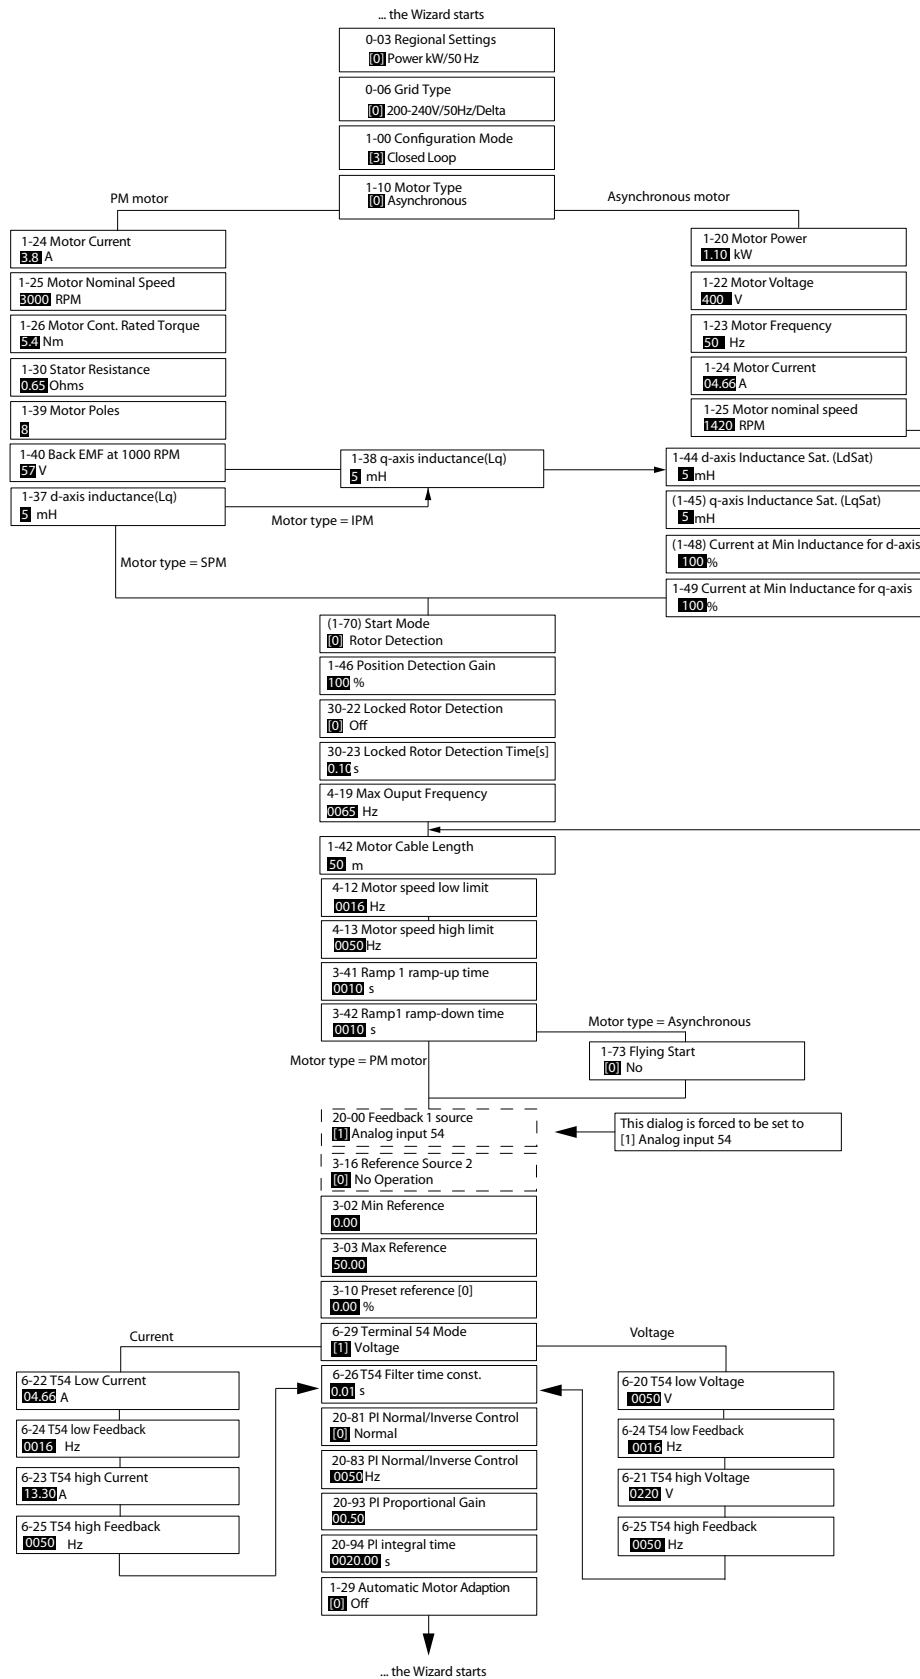 ... the Wizard starts
0-03 Regional Settings
[0] Power kW/50 Hz
0-06 Grid Type
[0] 200-240V/50Hz/Delta
1-00 Configuration Mode
[3] Closed Loop
1-10 Motor Type
[0] Asynchronous
PM motor
Asynchronous motor
1-24 Motor Current
3.8 A
1-25 Motor Nominal Speed
3000 RPM
1-26 Motor Cont. Rated Torque
5.4 Nm
1-30 Stator Resistance
0.65 Ohms
1-39 Motor Poles
8
1-40 Back EMF at 1000 RPM
57 V
1-37 d-axis inductance(Lq)
5 mH
1-20 Motor Power
1.10 kW
1-22 Motor Voltage
400 V
1-23 Motor Frequency
50 Hz
1-24 Motor Current
04.66 A
1-25 Motor nominal speed
1420 RPM
1-38 q-axis inductance(Lq)
5 mH
1-44 d-axis Inductance Sat. (LdSat)
5 mH
(1-45) q-axis Inductance Sat. (LqSat)
5 mH
(1-48) Current at Min Inductance for d-axis
100 %
1-49 Current at Min Inductance for q-axis
100 %
Motor type = IPM
Motor type = SPM
(1-70) Start Mode
[0] Rotor Detection
1-46 Position Detection Gain
100 %
30-22 Locked Rotor Detection
[0] Off
30-23 Locked Rotor Detection Time[s]
0.10 s
4-19 Max Ouput Frequency
0065 Hz
1-42 Motor Cable Length
50 m
4-12 Motor speed low limit
0016 Hz
4-13 Motor speed high limit
0050 Hz
3-41 Ramp 1 ramp-up time
0010 s
3-42 Ramp1 ramp-down time
0010 s
Motor type = Asynchronous
1-73 Flying Start
[0] No
Motor type = PM motor
20-00 Feedback 1 source
[1] Analog input 54
This dialog is forced to be set to
[1] Analog input 54
3-16 Reference Source 2
[0] No Operation
3-02 Min Reference
0.00
3-03 Max Reference
50.00
3-10 Preset reference [0]
0.00 %
6-29 Terminal 54 Mode
[1] Voltage
Current
Voltage
6-22 T54 Low Current
04.66 A
6-24 T54 low Feedback
0016 Hz
6-23 T54 high Current
13.30 A
6-25 T54 high Feedback
0050 Hz
6-26 T54 Filter time const.
0.01 s
20-81 PI Normal/Inverse Control
[0] Normal
20-83 PI Normal/Inverse Control
0050 Hz
20-93 PI Proportional Gain
00.50
20-94 PI integral time
0020.00 s
1-29 Automatic Motor Adaption
[0] Off
6-20 T54 low Voltage
0050 V
6-24 T54 low Feedback
0016 Hz
6-21 T54 high Voltage
0220 V
6-25 T54 high Feedback
0050 Hz
... the Wizard starts